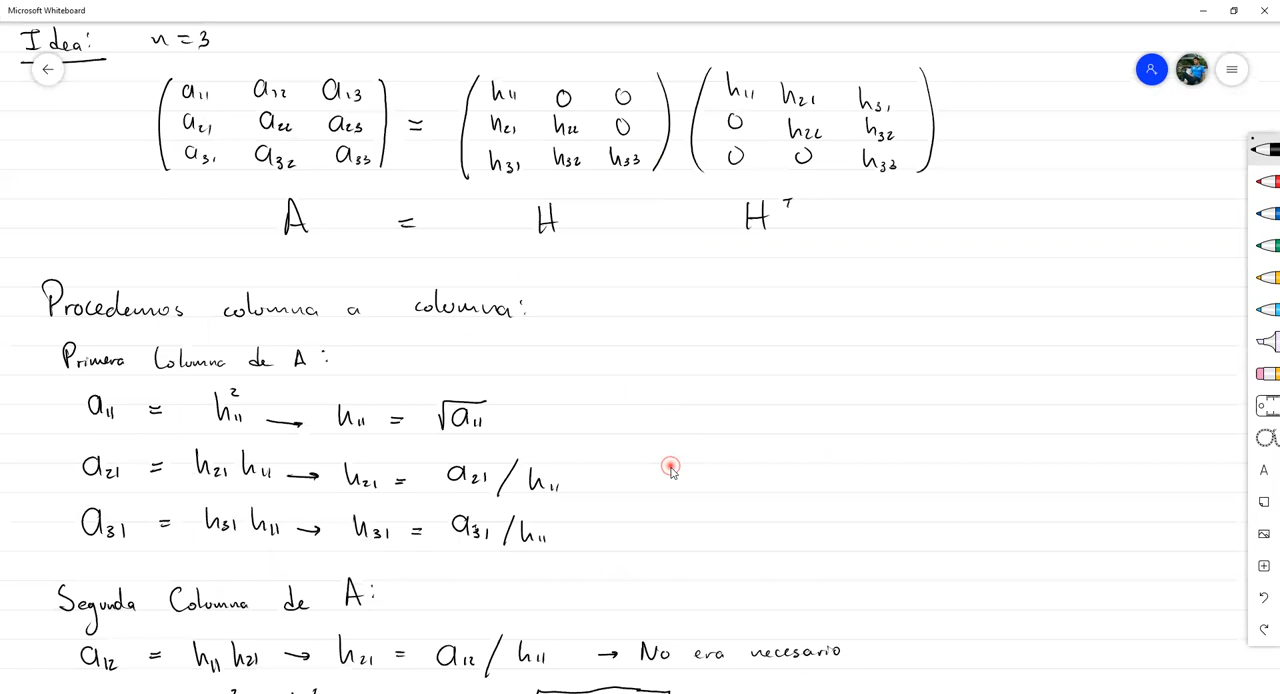 Microsoft Whiteboard
Idea: n = 3
a11 a12 a13 h11 0 0 h11 h21 h31
a21 a22 a23 = h21 h22 0 0 h22 h32
a31 a32 a33 h31 h32 h33 0 0 h33
A = H H^T
Procedemos columna a columna:
Primera Columna de A:
a11 = h11^2 → h11 = √a11
a21 = h21 h11 → h21 = a21 / h11
a31 = h31 h11 → h31 = a31 / h11
Segunda Columna de A:
a12 = h11 h21 → h21 = a12 / h11 → No era necesario